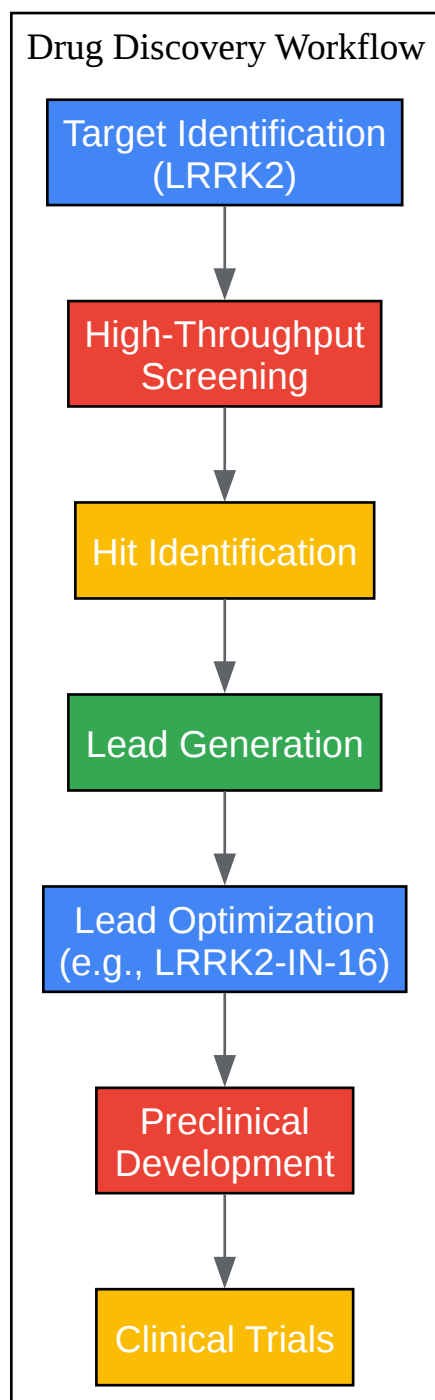 Drug Discovery Workflow
Target Identification
(LRRK2)
High-Throughput
Screening
Hit Identification
Lead Generation
Lead Optimization
(e.g., LRRK2-IN-16)
Preclinical
Development
Clinical Trials